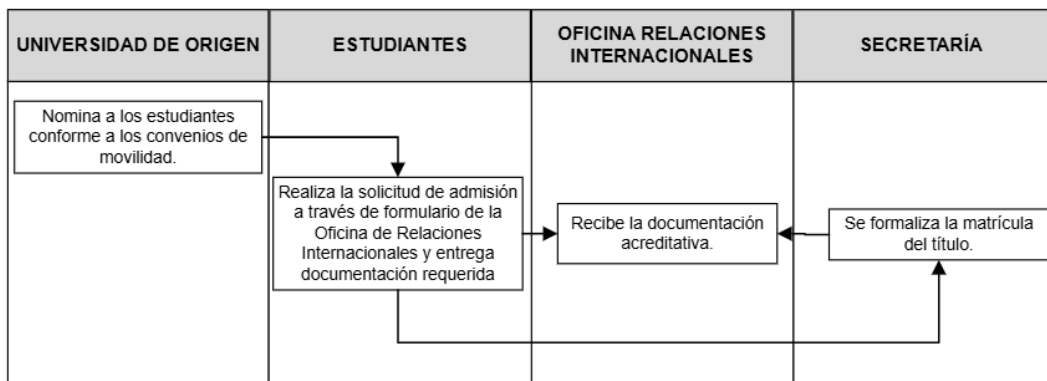 UNIVERSIDAD DE ORIGEN
ESTUDIANTES
OFICINA RELACIONES
INTERNACIONALES
SECRETARÍA
Nomina a los estudiantes
conforme a los convenios de
movilidad.
Realiza la solicitud de admisión
a través de formulario de la
Oficina de Relaciones
Internacionales y entrega
documentación requerida
Recibe la documentación
acreditativa.
Se formaliza la matrícula
del título.